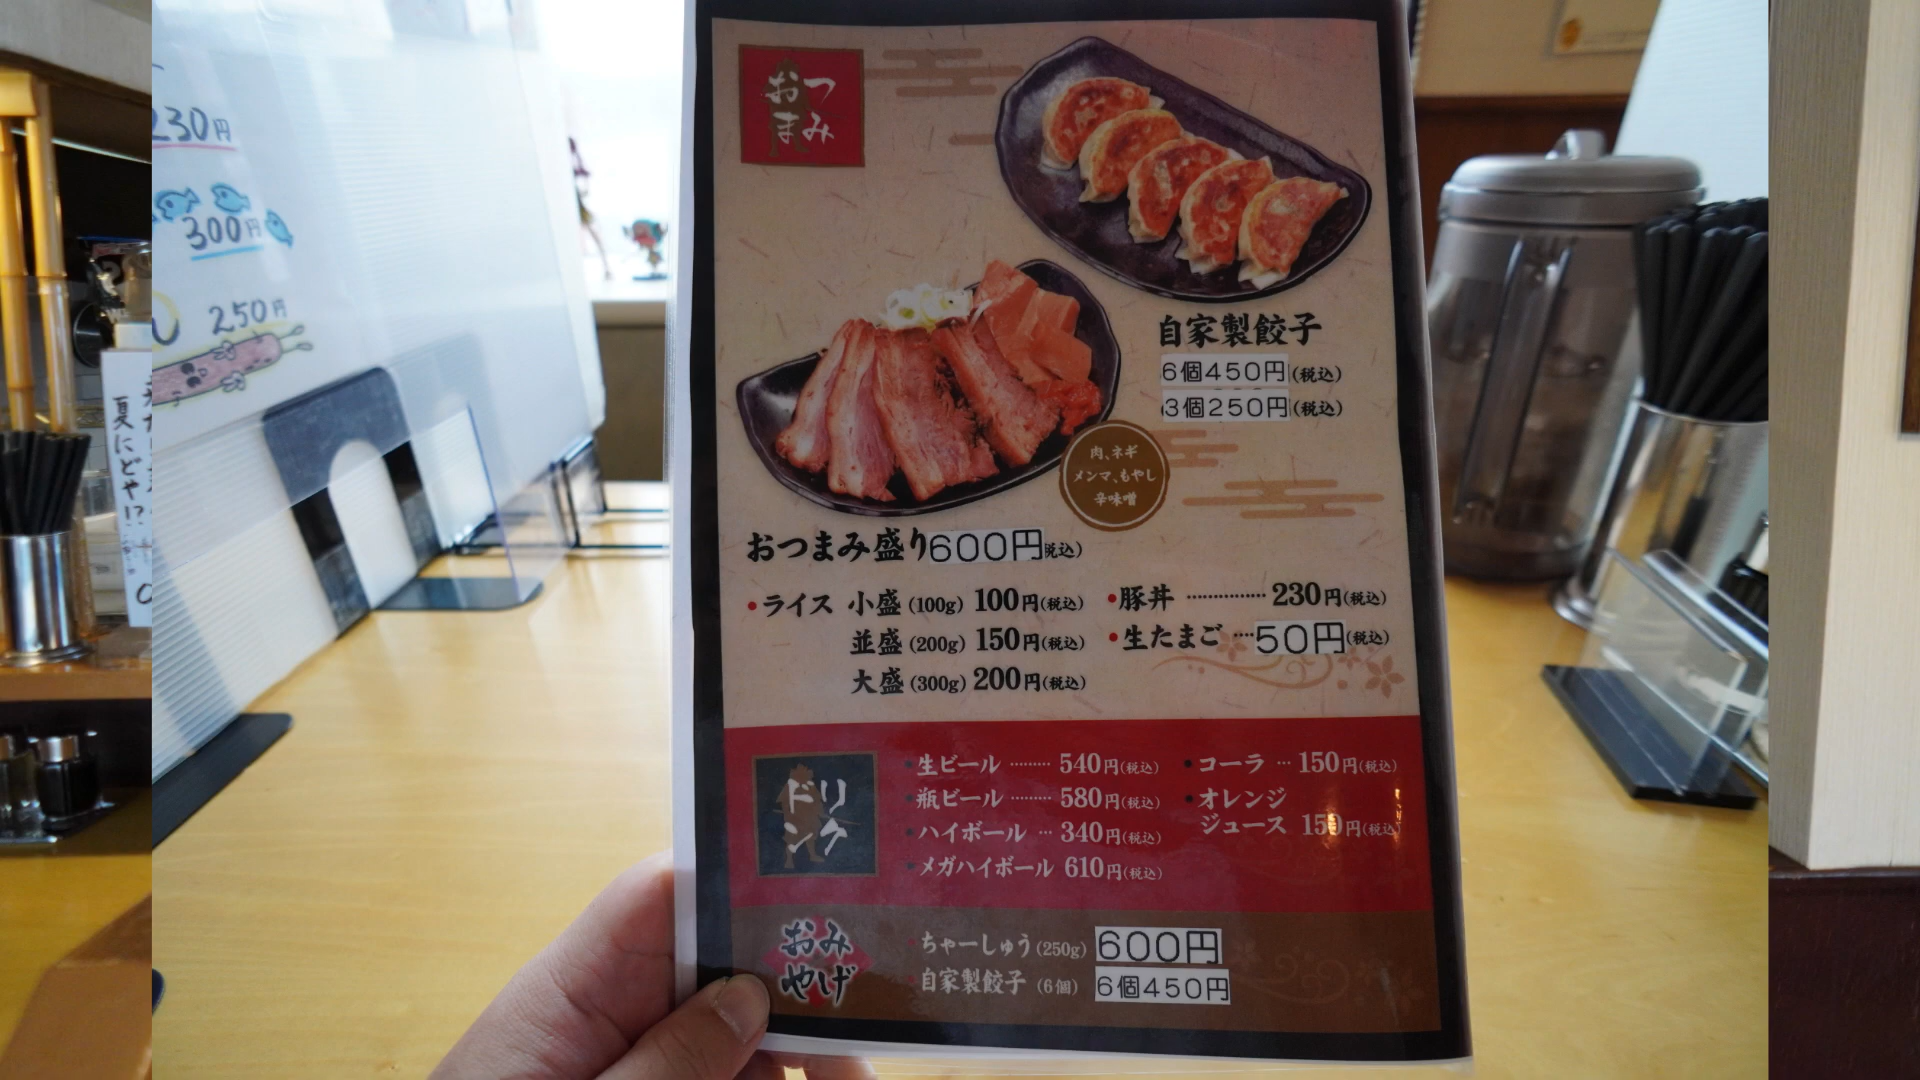 230円
300円
250円
夏にどや!?
おつまみ
自家製餃子
6個450円(税込)
3個250円(税込)
肉、ネギ
メンマ、もやし
辛味噌
おつまみ盛り600円税込)
•ライス 小盛(100g) 100円(税込)
並盛(200g) 150円(税込)
大盛(300g) 200円(税込)
•豚丼 ……………230円(税込)
•生たまご ····50円(税込)
ドリンク
•生ビール ········· 540円(税込)
•瓶ビール ········· 580円(税込)
•ハイボール ··· 340円(税込)
•メガハイボール 610円(税込)
•コーラ ··· 150円(税込)
•オレンジ
ジュース 150円(税込)
おみやげ
•ちゃーしゅう(250g) 600円
•自家製餃子(6個) 6個450円